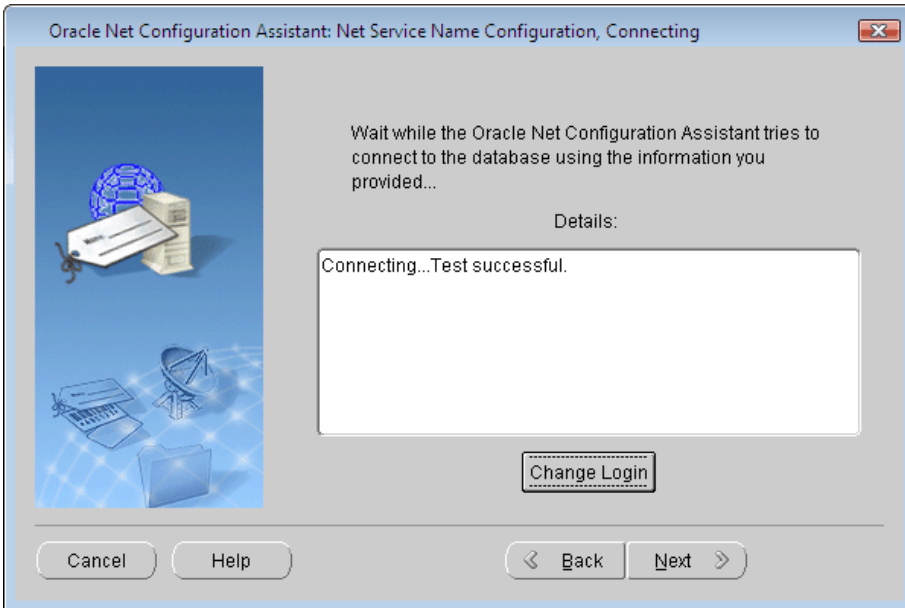 Oracle Net Configuration Assistant: Net Service Name Configuration, Connecting
Wait while the Oracle Net Configuration Assistant tries to
connect to the database using the information you
provided...
Details:
Connecting...Test successful.
Change Login
Cancel
Help
Back
Next